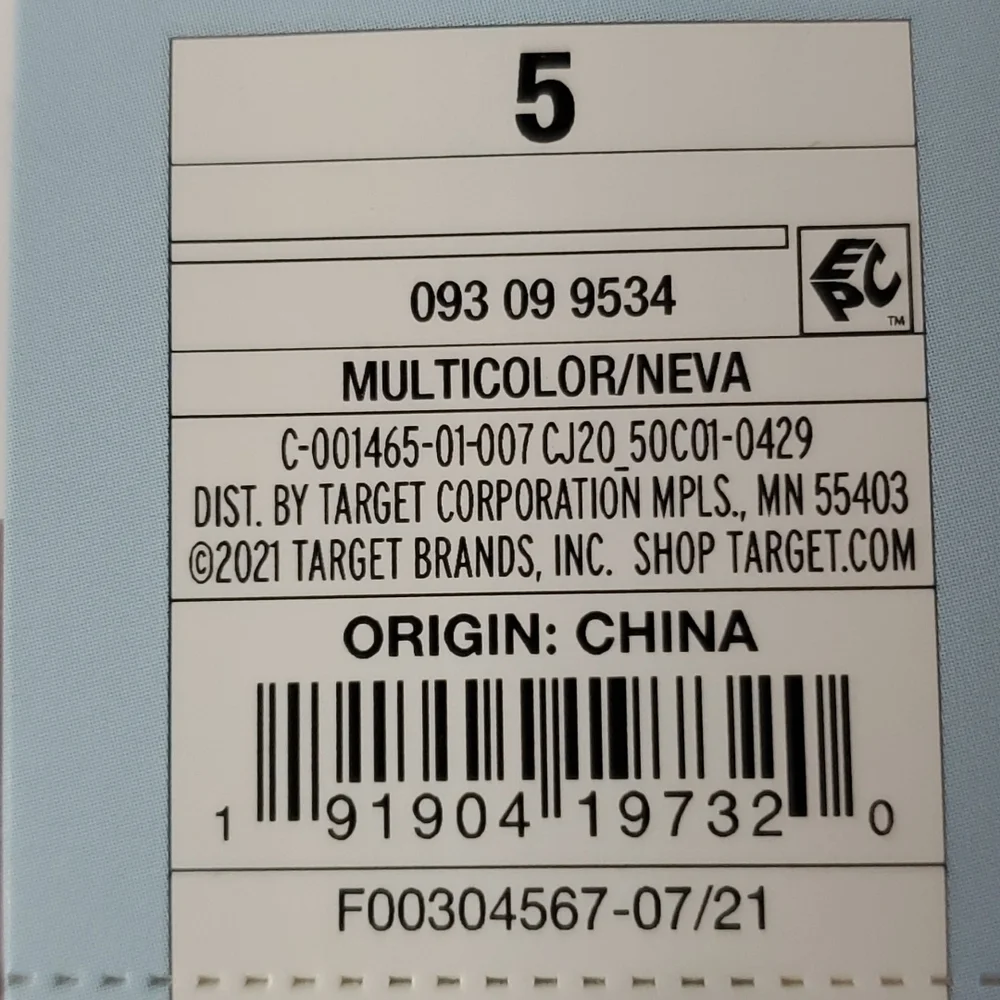 5
093 09 9534
EPC
TM
MULTICOLOR/NEVA
C-001465-01-007 CJ20_50C01-0429
DIST. BY TARGET CORPORATION MPLS., MN 55403
©2021 TARGET BRANDS, INC. SHOP TARGET.COM
ORIGIN: CHINA
1 91904 19732 0
F00304567-07/21